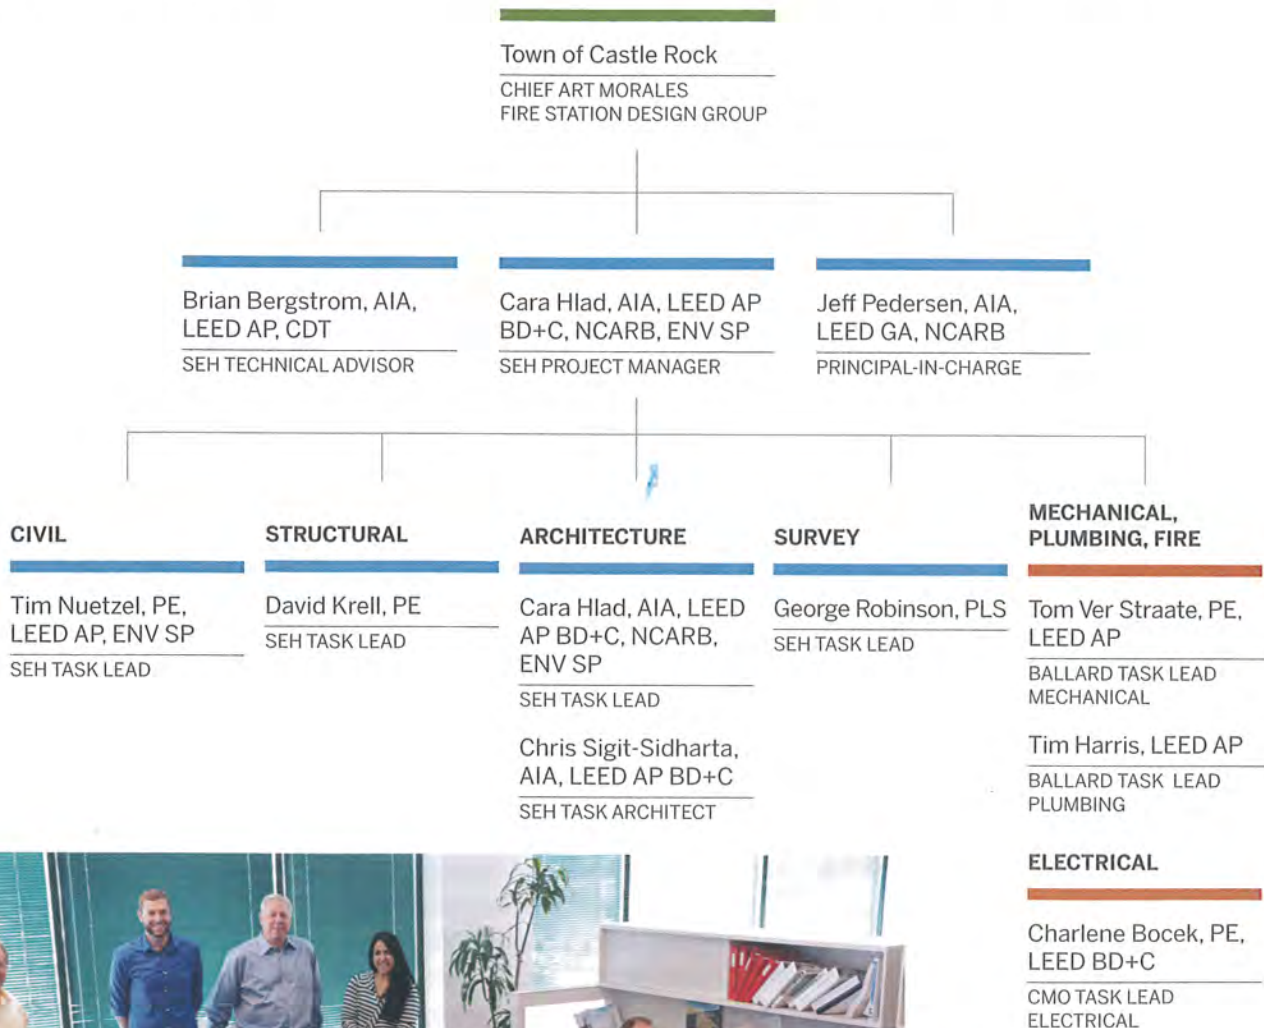 Town of Castle Rock
CHIEF ART MORALES
FIRE STATION DESIGN GROUP
Brian Bergstrom, AIA,
LEED AP, CDT
SEH TECHNICAL ADVISOR
Cara Hlad, AIA, LEED AP
BD+C, NCARB, ENV SP
SEH PROJECT MANAGER
Jeff Pedersen, AIA,
LEED GA, NCARB
PRINCIPAL-IN-CHARGE
CIVIL
Tim Nuetzel, PE,
LEED AP, ENV SP
SEH TASK LEAD
STRUCTURAL
David Krell, PE
SEH TASK LEAD
ARCHITECTURE
Cara Hlad, AIA, LEED
AP BD+C, NCARB,
ENV SP
SEH TASK LEAD
Chris Sigit-Sidharta,
AIA, LEED AP BD+C
SEH TASK ARCHITECT
SURVEY
George Robinson, PLS
SEH TASK LEAD
MECHANICAL,
PLUMBING, FIRE
Tom Ver Straate, PE,
LEED AP
BALLARD TASK LEAD
MECHANICAL
Tim Harris, LEED AP
BALLARD TASK LEAD
PLUMBING
ELECTRICAL
Charlene Bocek, PE,
LEED BD+C
CMO TASK LEAD
ELECTRICAL